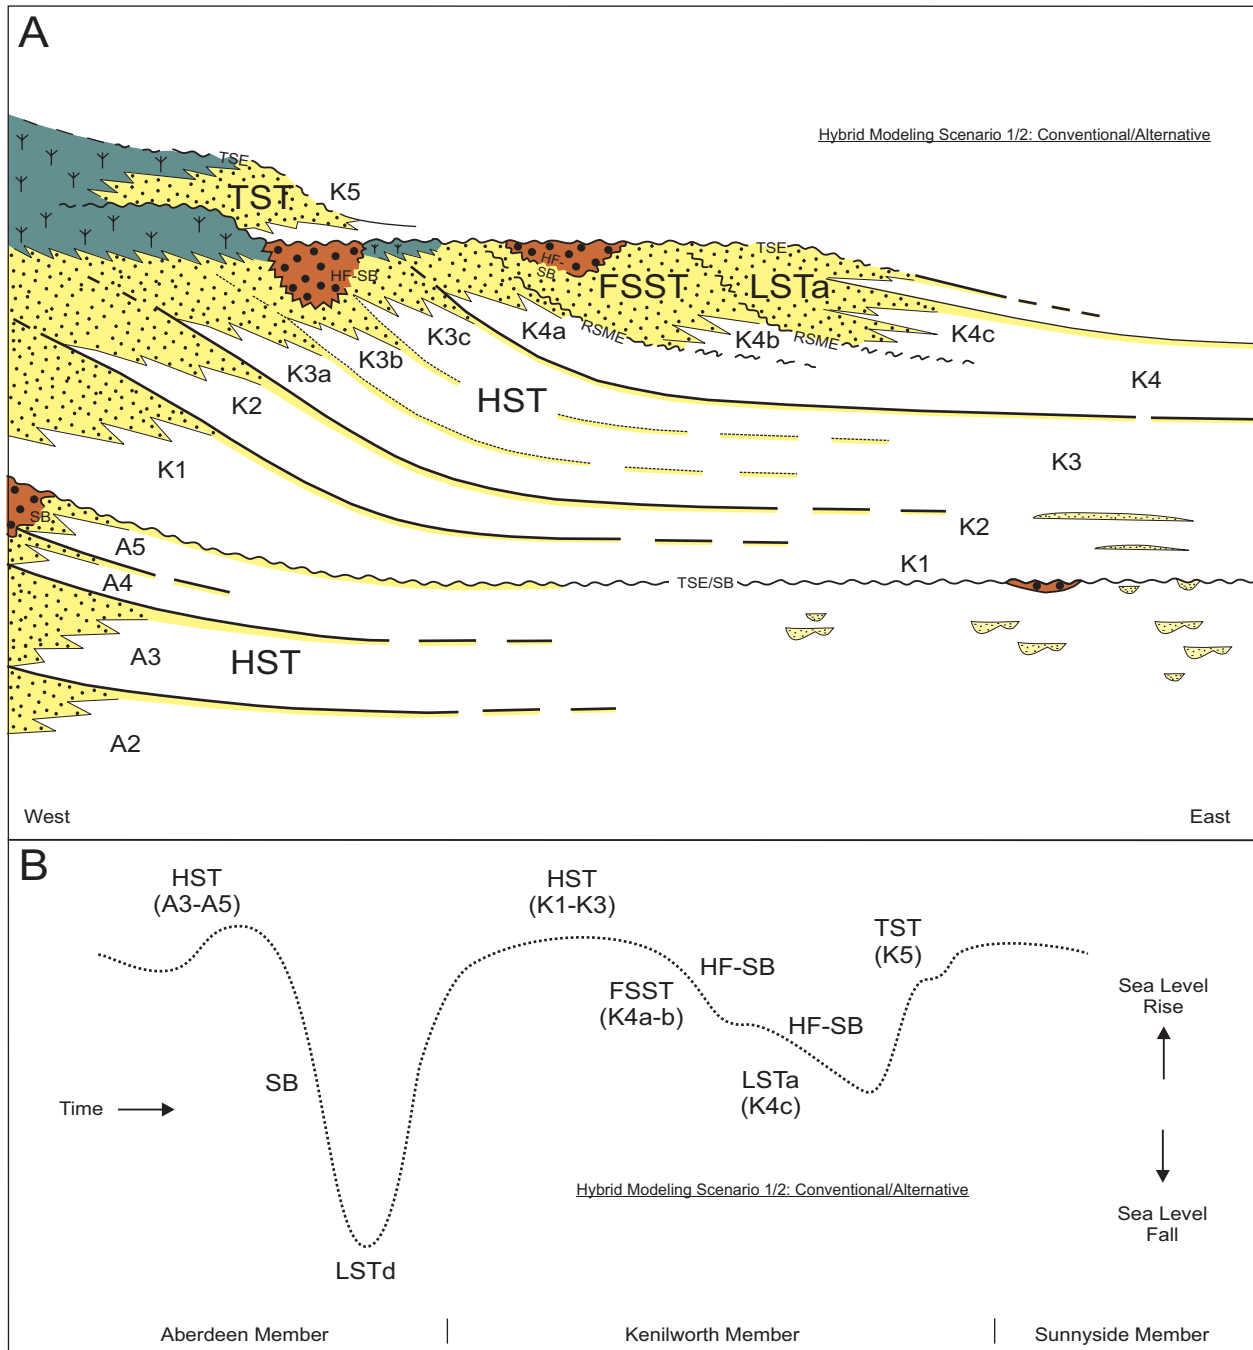 A
Hybrid Modeling Scenario 1/2: Conventional/Alternative
TSE
TST
K5
HF-SB
HF-
SB
TSE
FSST
LSTa
K3a
K3b
K3c
K4a
RSME
K4b
RSME
K4c
K4
K2
HST
K1
K3
SB
A5
K2
A4
K1
TSE/SB
A3
HST
A2
West
East
B
HST
(A3-A5)
HST
(K1-K3)
TST
(K5)
HF-SB
FSST
(K4a-b)
HF-SB
Sea Level
Rise
SB
LSTa
(K4c)
Time
Hybrid Modeling Scenario 1/2: Conventional/Alternative
Sea Level
Fall
LSTd
Aberdeen Member
Kenilworth Member
Sunnyside Member